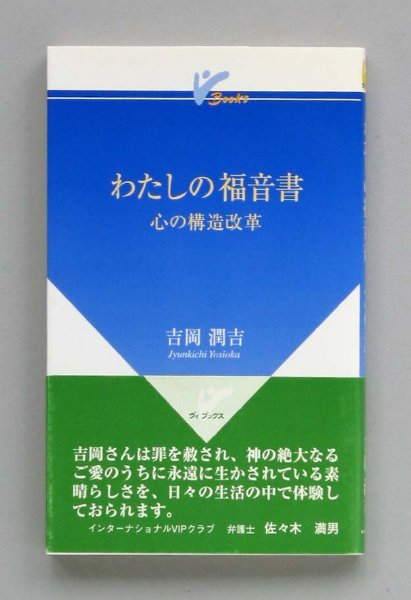 V Books
わたしの福音書
心の構造改革
吉岡 潤吉
Jyunkichi Yosioka
ヴィブックス
吉岡さんは罪を赦され、神の絶大なる
ご愛のうちに永遠に生かされている素
晴らしさを、日々の生活の中で体験し
ておられます。
インターナショナルVIPクラブ 弁護士 佐々木 満男